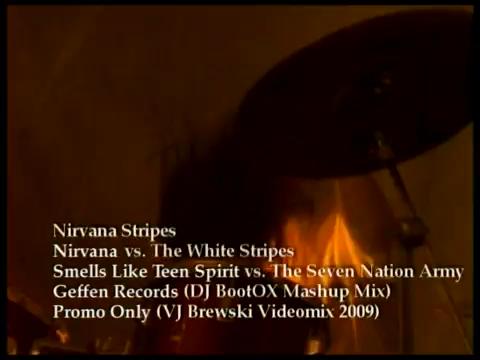 Nirvana Stripes
Nirvana vs. The White Stripes
Smells Like Teen Spirit vs. The Seven Nation Army
Geffen Records (DJ BootOX Mashup Mix)
Promo Only (VJ Brewski Videomix 2009)